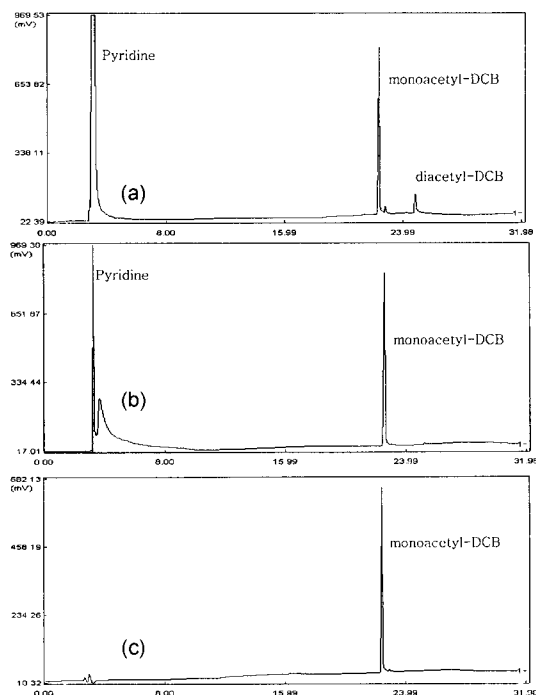 969.53
(mV)
Pyridine
653.82
monoacetyl-DCB
338.11
diacetyl-DCB
(a)
22.39
0.00 8.00 15.99 23.99 31.98
969.30
(mV)
Pyridine
651.87
monoacetyl-DCB
334.44
(b)
17.01
0.00 8.00 15.99 23.99 31.98
682.13
(mV)
monoacetyl-DCB
458.19
234.26
(c)
10.32
0.00 8.00 15.99 23.99 31.98